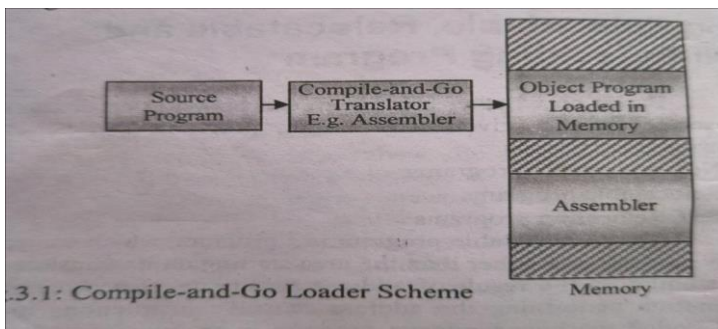 Source
Program
Compile-and-Go
Translator
E.g. Assembler
Object Program
Loaded in
Memory
Assembler
.3.1: Compile-and-Go Loader Scheme
Memory